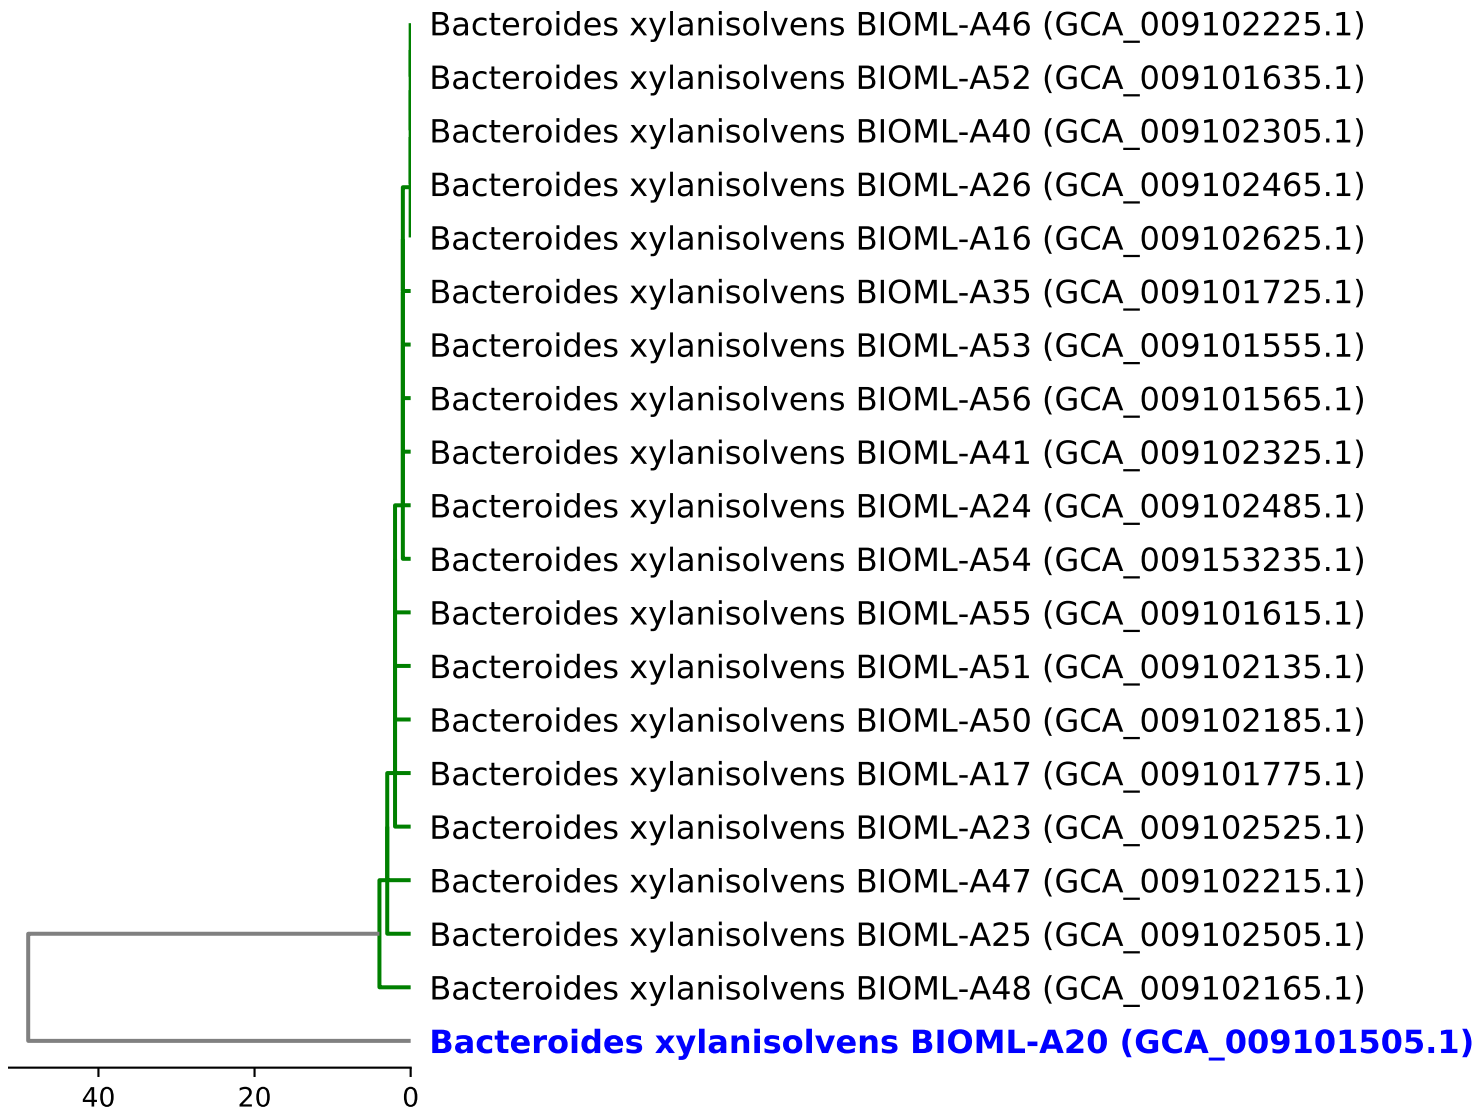 Bacteroides xylanisolvens BIOML-A46 (GCA_009102225.1)
Bacteroides xylanisolvens BIOML-A52 (GCA_009101635.1)
Bacteroides xylanisolvens BIOML-A40 (GCA_009102305.1)
Bacteroides xylanisolvens BIOML-A26 (GCA_009102465.1)
Bacteroides xylanisolvens BIOML-A16 (GCA_009102625.1)
Bacteroides xylanisolvens BIOML-A35 (GCA_009101725.1)
Bacteroides xylanisolvens BIOML-A53 (GCA_009101555.1)
Bacteroides xylanisolvens BIOML-A56 (GCA_009101565.1)
Bacteroides xylanisolvens BIOML-A41 (GCA_009102325.1)
Bacteroides xylanisolvens BIOML-A24 (GCA_009102485.1)
Bacteroides xylanisolvens BIOML-A54 (GCA_009153235.1)
Bacteroides xylanisolvens BIOML-A55 (GCA_009101615.1)
Bacteroides xylanisolvens BIOML-A51 (GCA_009102135.1)
Bacteroides xylanisolvens BIOML-A50 (GCA_009102185.1)
Bacteroides xylanisolvens BIOML-A17 (GCA_009101775.1)
Bacteroides xylanisolvens BIOML-A23 (GCA_009102525.1)
Bacteroides xylanisolvens BIOML-A47 (GCA_009102215.1)
Bacteroides xylanisolvens BIOML-A25 (GCA_009102505.1)
Bacteroides xylanisolvens BIOML-A48 (GCA_009102165.1)
Bacteroides xylanisolvens BIOML-A20 (GCA_009101505.1)
40 20 0